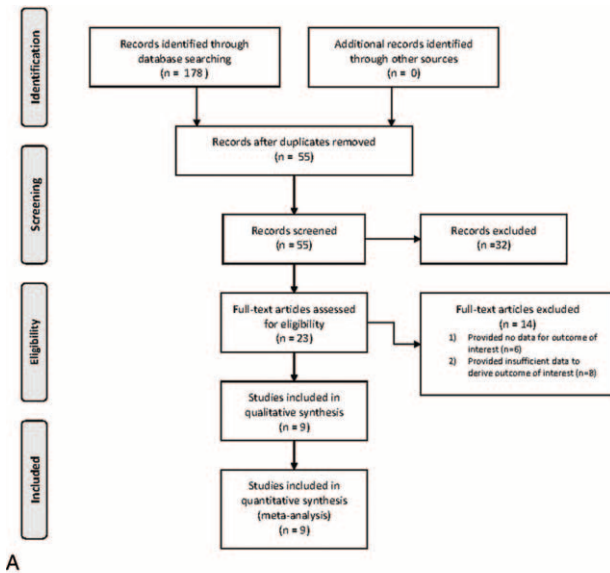 Identification
Records identified through
database searching
(n = 178)
Additional records identified
through other sources
(n = 0)
Records after duplicates removed
(n = 55)
Screening
Records screened
(n = 55)
Records excluded
(n =32)
Eligibility
Full-text articles assessed
for eligibility
(n = 23)
Full-text articles excluded
(n = 14)
1) Provided no data for outcome of
interest (n=6)
2) Provided insufficient data to
derive outcome of interest (n=8)
Studies included in
qualitative synthesis
(n = 9)
Included
Studies included in
quantitative synthesis
(meta-analysis)
(n = 9)
A